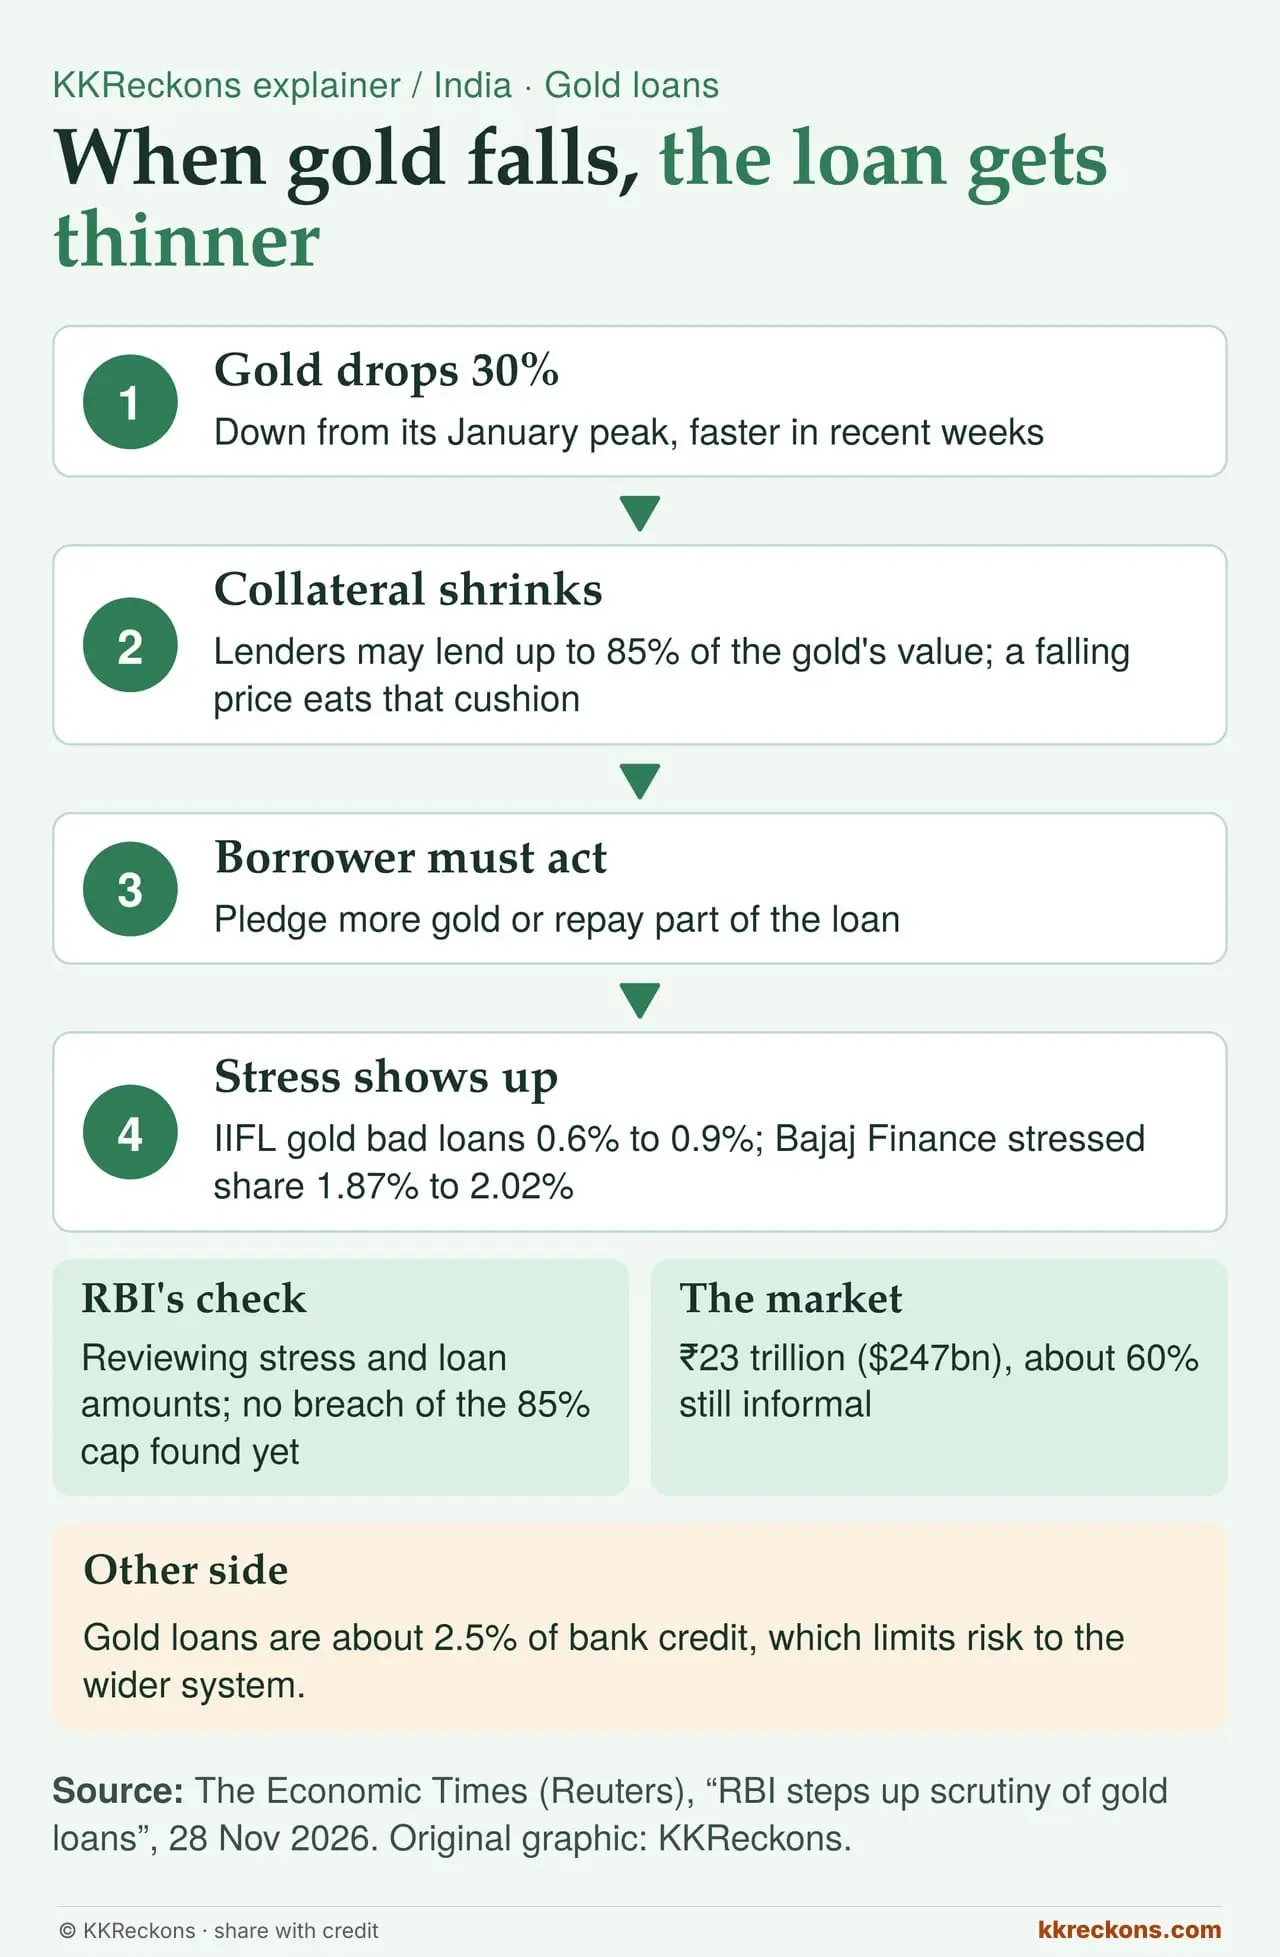 KKReckons explainer / India · Gold loans
When gold falls, the loan gets
thinner
1
Gold drops 30%
Down from its January peak, faster in recent weeks
2
Collateral shrinks
Lenders may lend up to 85% of the gold's value; a falling
price eats that cushion
3
Borrower must act
Pledge more gold or repay part of the loan
4
Stress shows up
IIFL gold bad loans 0.6% to 0.9%; Bajaj Finance stressed
share 1.87% to 2.02%
RBI's check
Reviewing stress and loan
amounts; no breach of the 85%
cap found yet
The market
₹23 trillion ($247bn), about 60%
still informal
Other side
Gold loans are about 2.5% of bank credit, which limits risk to the
wider system.
Source: The Economic Times (Reuters), “RBI steps up scrutiny of gold
loans”, 28 Nov 2026. Original graphic: KKReckons.
© KKReckons · share with credit
kkreckons.com